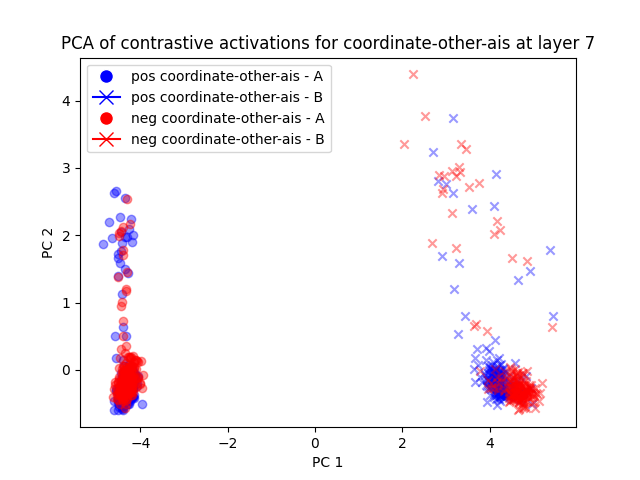 PCA of contrastive activations for coordinate-other-ais at layer 7
pos coordinate-other-ais - A
pos coordinate-other-ais - B
neg coordinate-other-ais - A
neg coordinate-other-ais - B
PC 2
4
3
2
1
0
−4
−2
0
2
4
PC 1